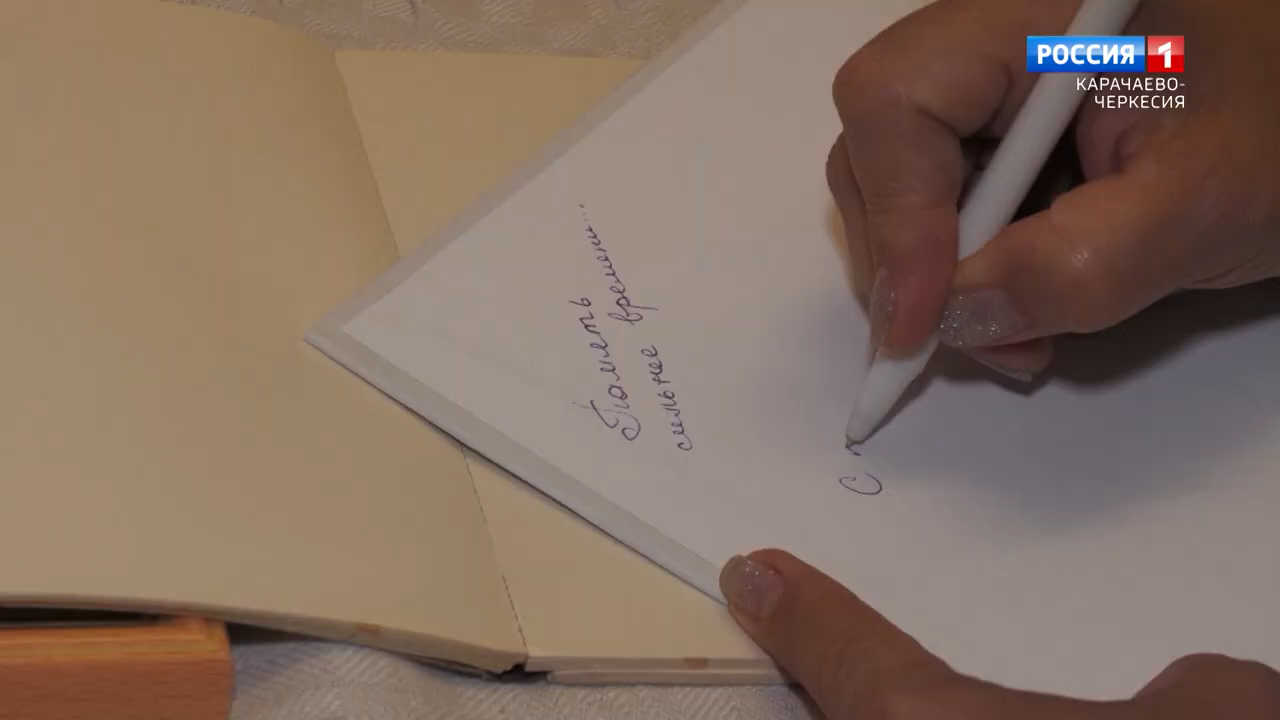 РОССИЯ 1
КАРАЧАЕВО-
ЧЕРКЕСИЯ
Память
сильнее времени...
С